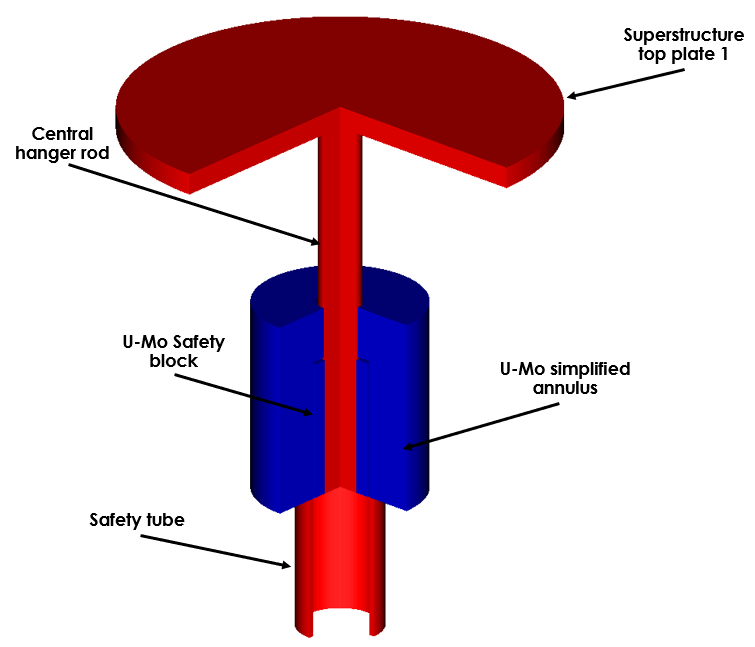 Superstructure
top plate 1
Central
hanger rod
U-Mo Safety
block
U-Mo simplified
annulus
Safety tube